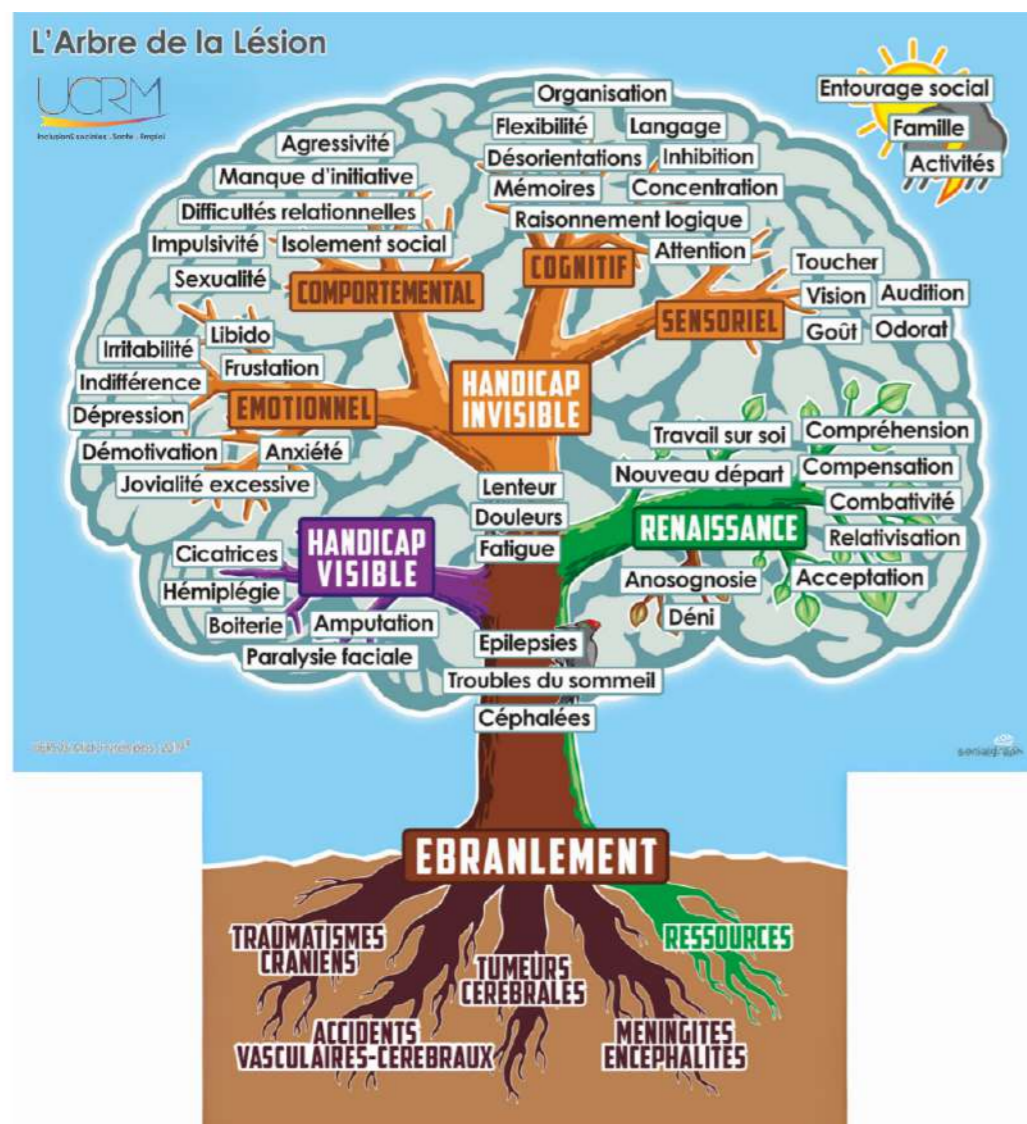 L'Arbre de la Lésion
UCRM
Inclusions sociales . Santé . Emploi
Entourage social
Famille
Activités
Organisation
Flexibilité
Langage
Désorientations
Inhibition
Mémoires
Concentration
Raisonnement logique
Attention
COGNITIF
Agressivité
Manque d'initiative
Difficultés relationnelles
Impulsivité
Isolement social
Sexualité
COMPORTEMENTAL
Toucher
Vision
Audition
Goût
Odorat
SENSORIEL
Libido
Irritabilité
Frustation
Indifférence
EMOTIONNEL
Dépression
Démotivation
Anxiété
Jovialité excessive
HANDICAP
INVISIBLE
Travail sur soi
Compréhension
Nouveau départ
Compensation
Combativité
RENAISSANCE
Relativisation
Anosognosie
Acceptation
Déni
Lenteur
Douleurs
Fatigue
HANDICAP
VISIBLE
Cicatrices
Hémiplégie
Boiterie
Amputation
Paralysie faciale
Epilepsies
Troubles du sommeil
Céphalées
EBRANLEMENT
TRAUMATISMES
CRANIENS
TUMEURS
CEREBRALES
RESSOURCES
ACCIDENTS
VASCULAIRES-CEREBRAUX
MENINGITES
ENCEPHALITES